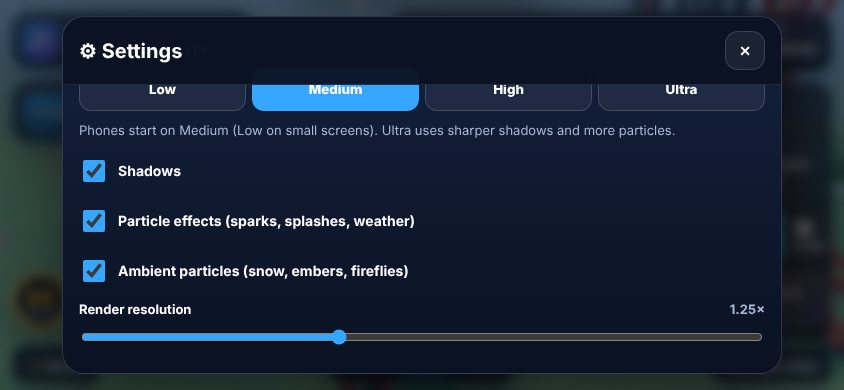 ⚙ Settings
×
Low
Medium
High
Ultra
Phones start on Medium (Low on small screens). Ultra uses sharper shadows and more particles.
Shadows
Particle effects (sparks, splashes, weather)
Ambient particles (snow, embers, fireflies)
Render resolution
1.25×